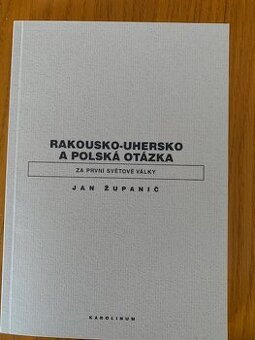 RAKOUSKO-UHERSKO
A POLSKÁ OTÁZKA
ZA PRVNÍ SVĚTOVÉ VÁLKY
JAN ŽUPANIČ
KAROLINUM